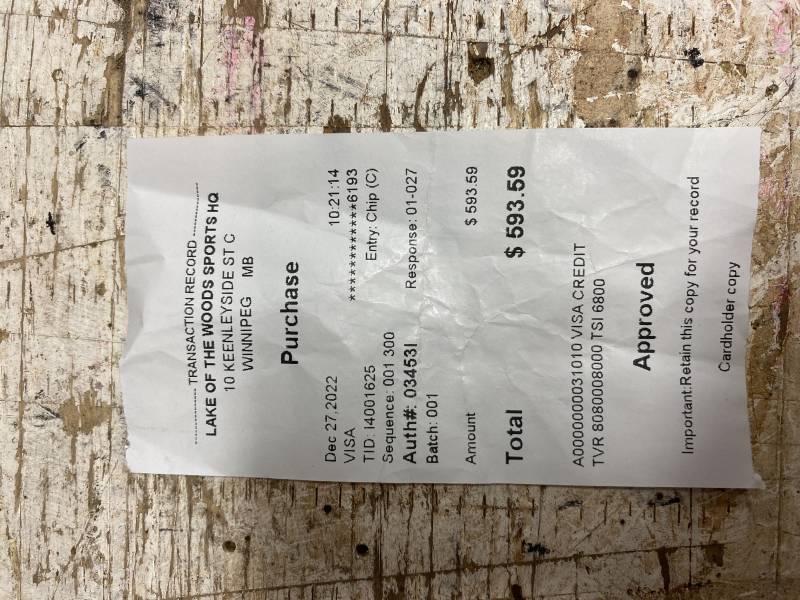 ---------- TRANSACTION RECORD ----------
LAKE OF THE WOODS SPORTS HQ
10 KEENLEYSIDE ST C
WINNIPEG MB
Purchase
Dec 27,2022 10:21:14
VISA ************6193
TID: I4001625 Entry: Chip (C)
Sequence: 001 300
Auth#: 03453I Response: 01-027
Batch: 001
Amount $ 593.59
Total $ 593.59
A0000000031010 VISA CREDIT
TVR 8080008000 TSI 6800
Approved
Important:Retain this copy for your record
Cardholder copy